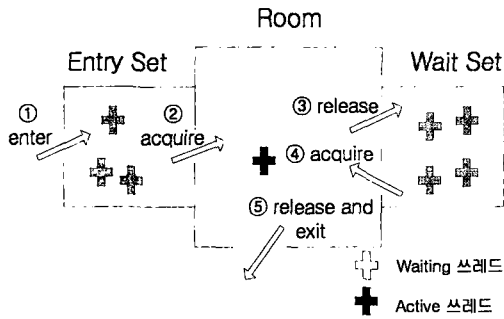 Room
Entry Set
Wait Set
① enter
② acquire
③ release
④ acquire
⑤ release and
exit
Waiting 쓰레드
Active 쓰레드